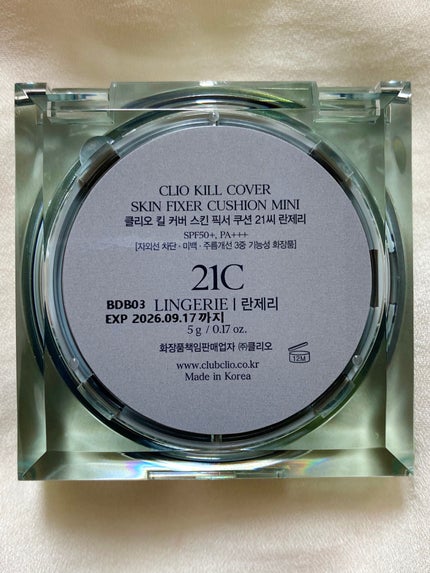 CLIO KILL COVER
SKIN FIXER CUSHION MINI
클리오 킬 커버 스킨 픽서 쿠션 21씨 란제리
SPF50+, PA+++
[자외선 차단 · 미백 · 주름개선 3중 기능성 화장품]
21C
BDB03 LINGERIE | 란제리
EXP 2026.09.17 까지
5 g / 0.17 oz.
화장품책임판매업자 ㈜클리오
12M
www.clubclio.co.kr
Made in Korea